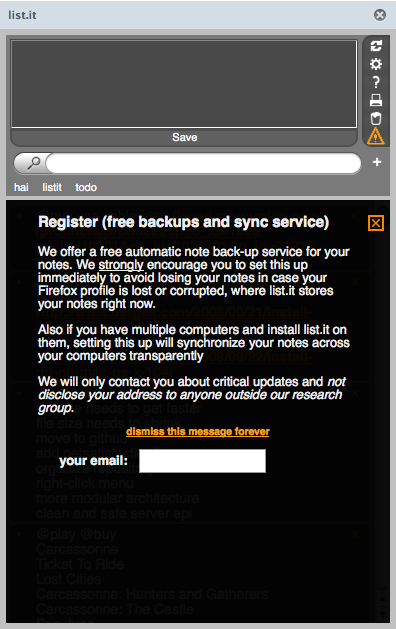 list.it
Save
hai listit todo
Register (free backups and sync service)
We offer a free automatic note back-up service for your
notes. We strongly encourage you to set this up
immediately to avoid losing your notes in case your
Firefox profile is lost or corrupted, where list.it stores
your notes right now.
Also if you have multiple computers and install list.it on
them, setting this up will synchronize your notes across
your computers transparently
We will only contact you about critical updates and not
disclose your address to anyone outside our research
group.
needs to get faster
dismiss this message forever
file size needs to
move to github
your email:
right-click menu
more modular architecture
clean and safe server api
@play @buy
Carcassonne
Ticket To Ride
Lost Cities
Carcassonne: Hunters and Gatherers
Carcassonne: The Castle